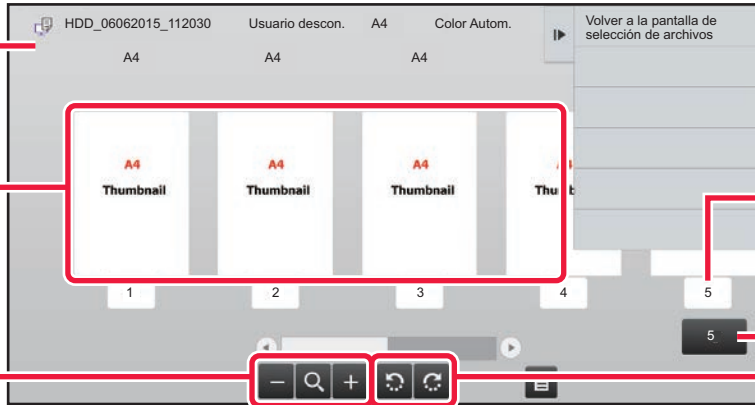 HDD_06062015_112030 Usuario descon. A4 Color Autom.
Volver a la pantalla de
selección de archivos
A4 A4 A4
A4 A4 A4
Thumbnail Thumbnail Thumbnail
1 2 3 4 5
5